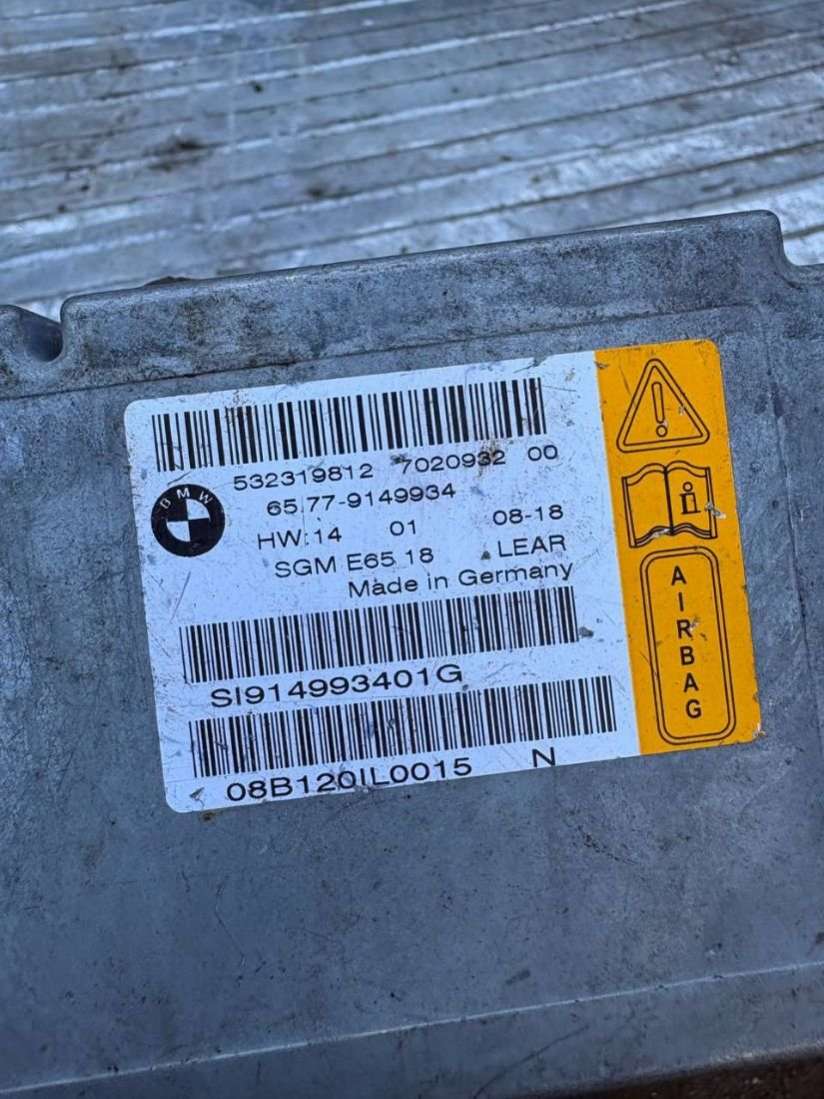 532319812 7020932 00
BMW
65.77-9149934
HW:14 01 08-18
SGM E65 18 LEAR
Made in Germany
SI914993401G
08B120IL0015 N
AIRBAG